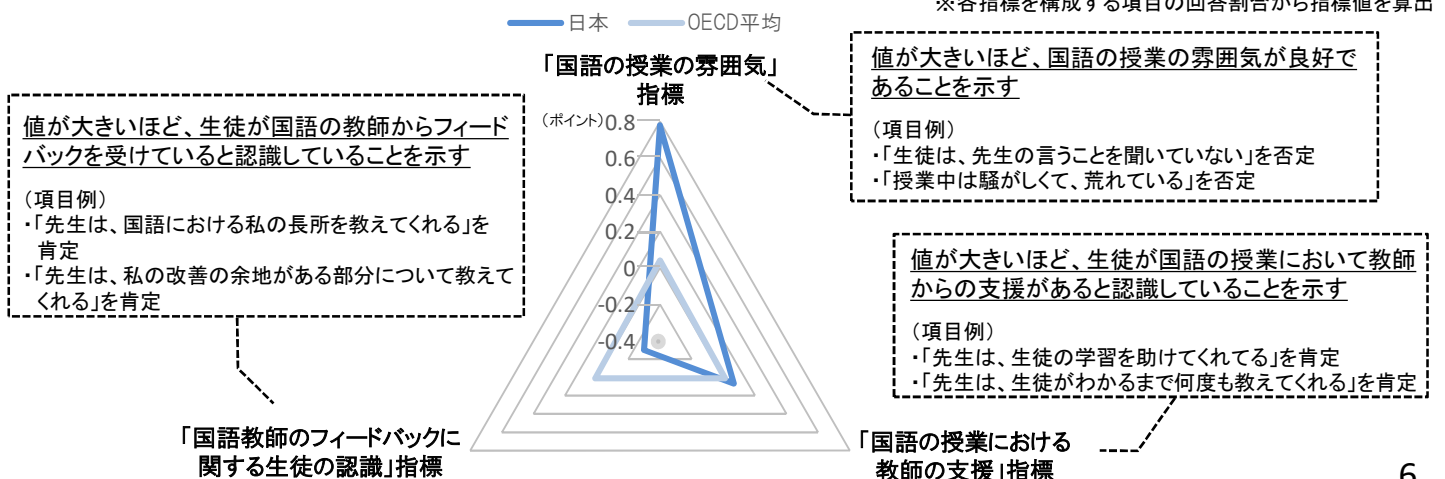 ※各指標を構成する項目の回答割合から指標値を算出
日本 OECD平均
「国語の授業の雰囲気」
指標
(ポイント)
0.8
0.6
0.4
0.2
0
-0.2
-0.4
値が大きいほど、生徒が国語の教師からフィード
バックを受けていると認識していることを示す
(項目例)
・「先生は、国語における私の長所を教えてくれる」を
肯定
・「先生は、私の改善の余地がある部分について教えて
くれる」を肯定
値が大きいほど、国語の授業の雰囲気が良好で
あることを示す
(項目例)
・「生徒は、先生の言うことを聞いていない」を否定
・「授業中は騒がしくて、荒れている」を否定
値が大きいほど、生徒が国語の授業において教師
からの支援があると認識していることを示す
(項目例)
・「先生は、生徒の学習を助けてくれてる」を肯定
・「先生は、生徒がわかるまで何度も教えてくれる」を肯定
「国語教師のフィードバックに
関する生徒の認識」指標
「国語の授業における
教師の支援」指標
6